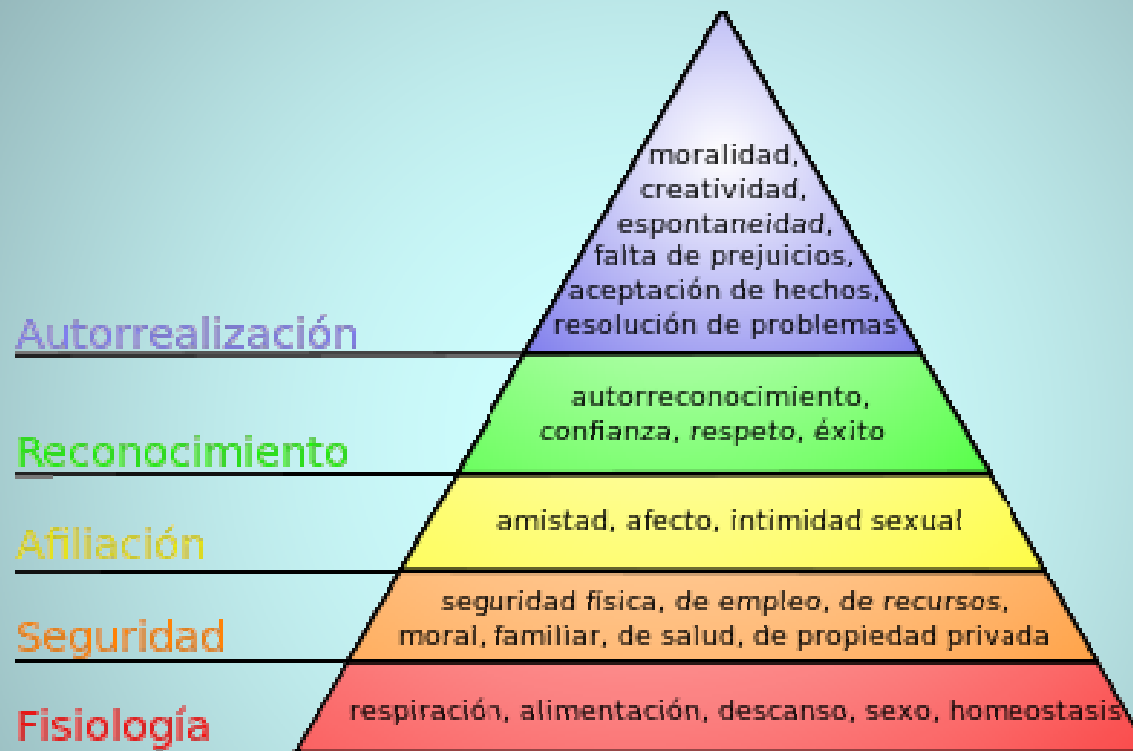 moralidad,
creatividad,
espontaneidad,
falta de prejuicios,
aceptación de hechos,
resolución de problemas
Autorrealización
autorreconocimiento,
confianza, respeto, éxito
Reconocimiento
amistad, afecto, intimidad sexual
Afiliación
seguridad física, de empleo, de recursos,
moral, familiar, de salud, de propiedad privada
Seguridad
respiración, alimentación, descanso, sexo, homeostasis
Fisiología